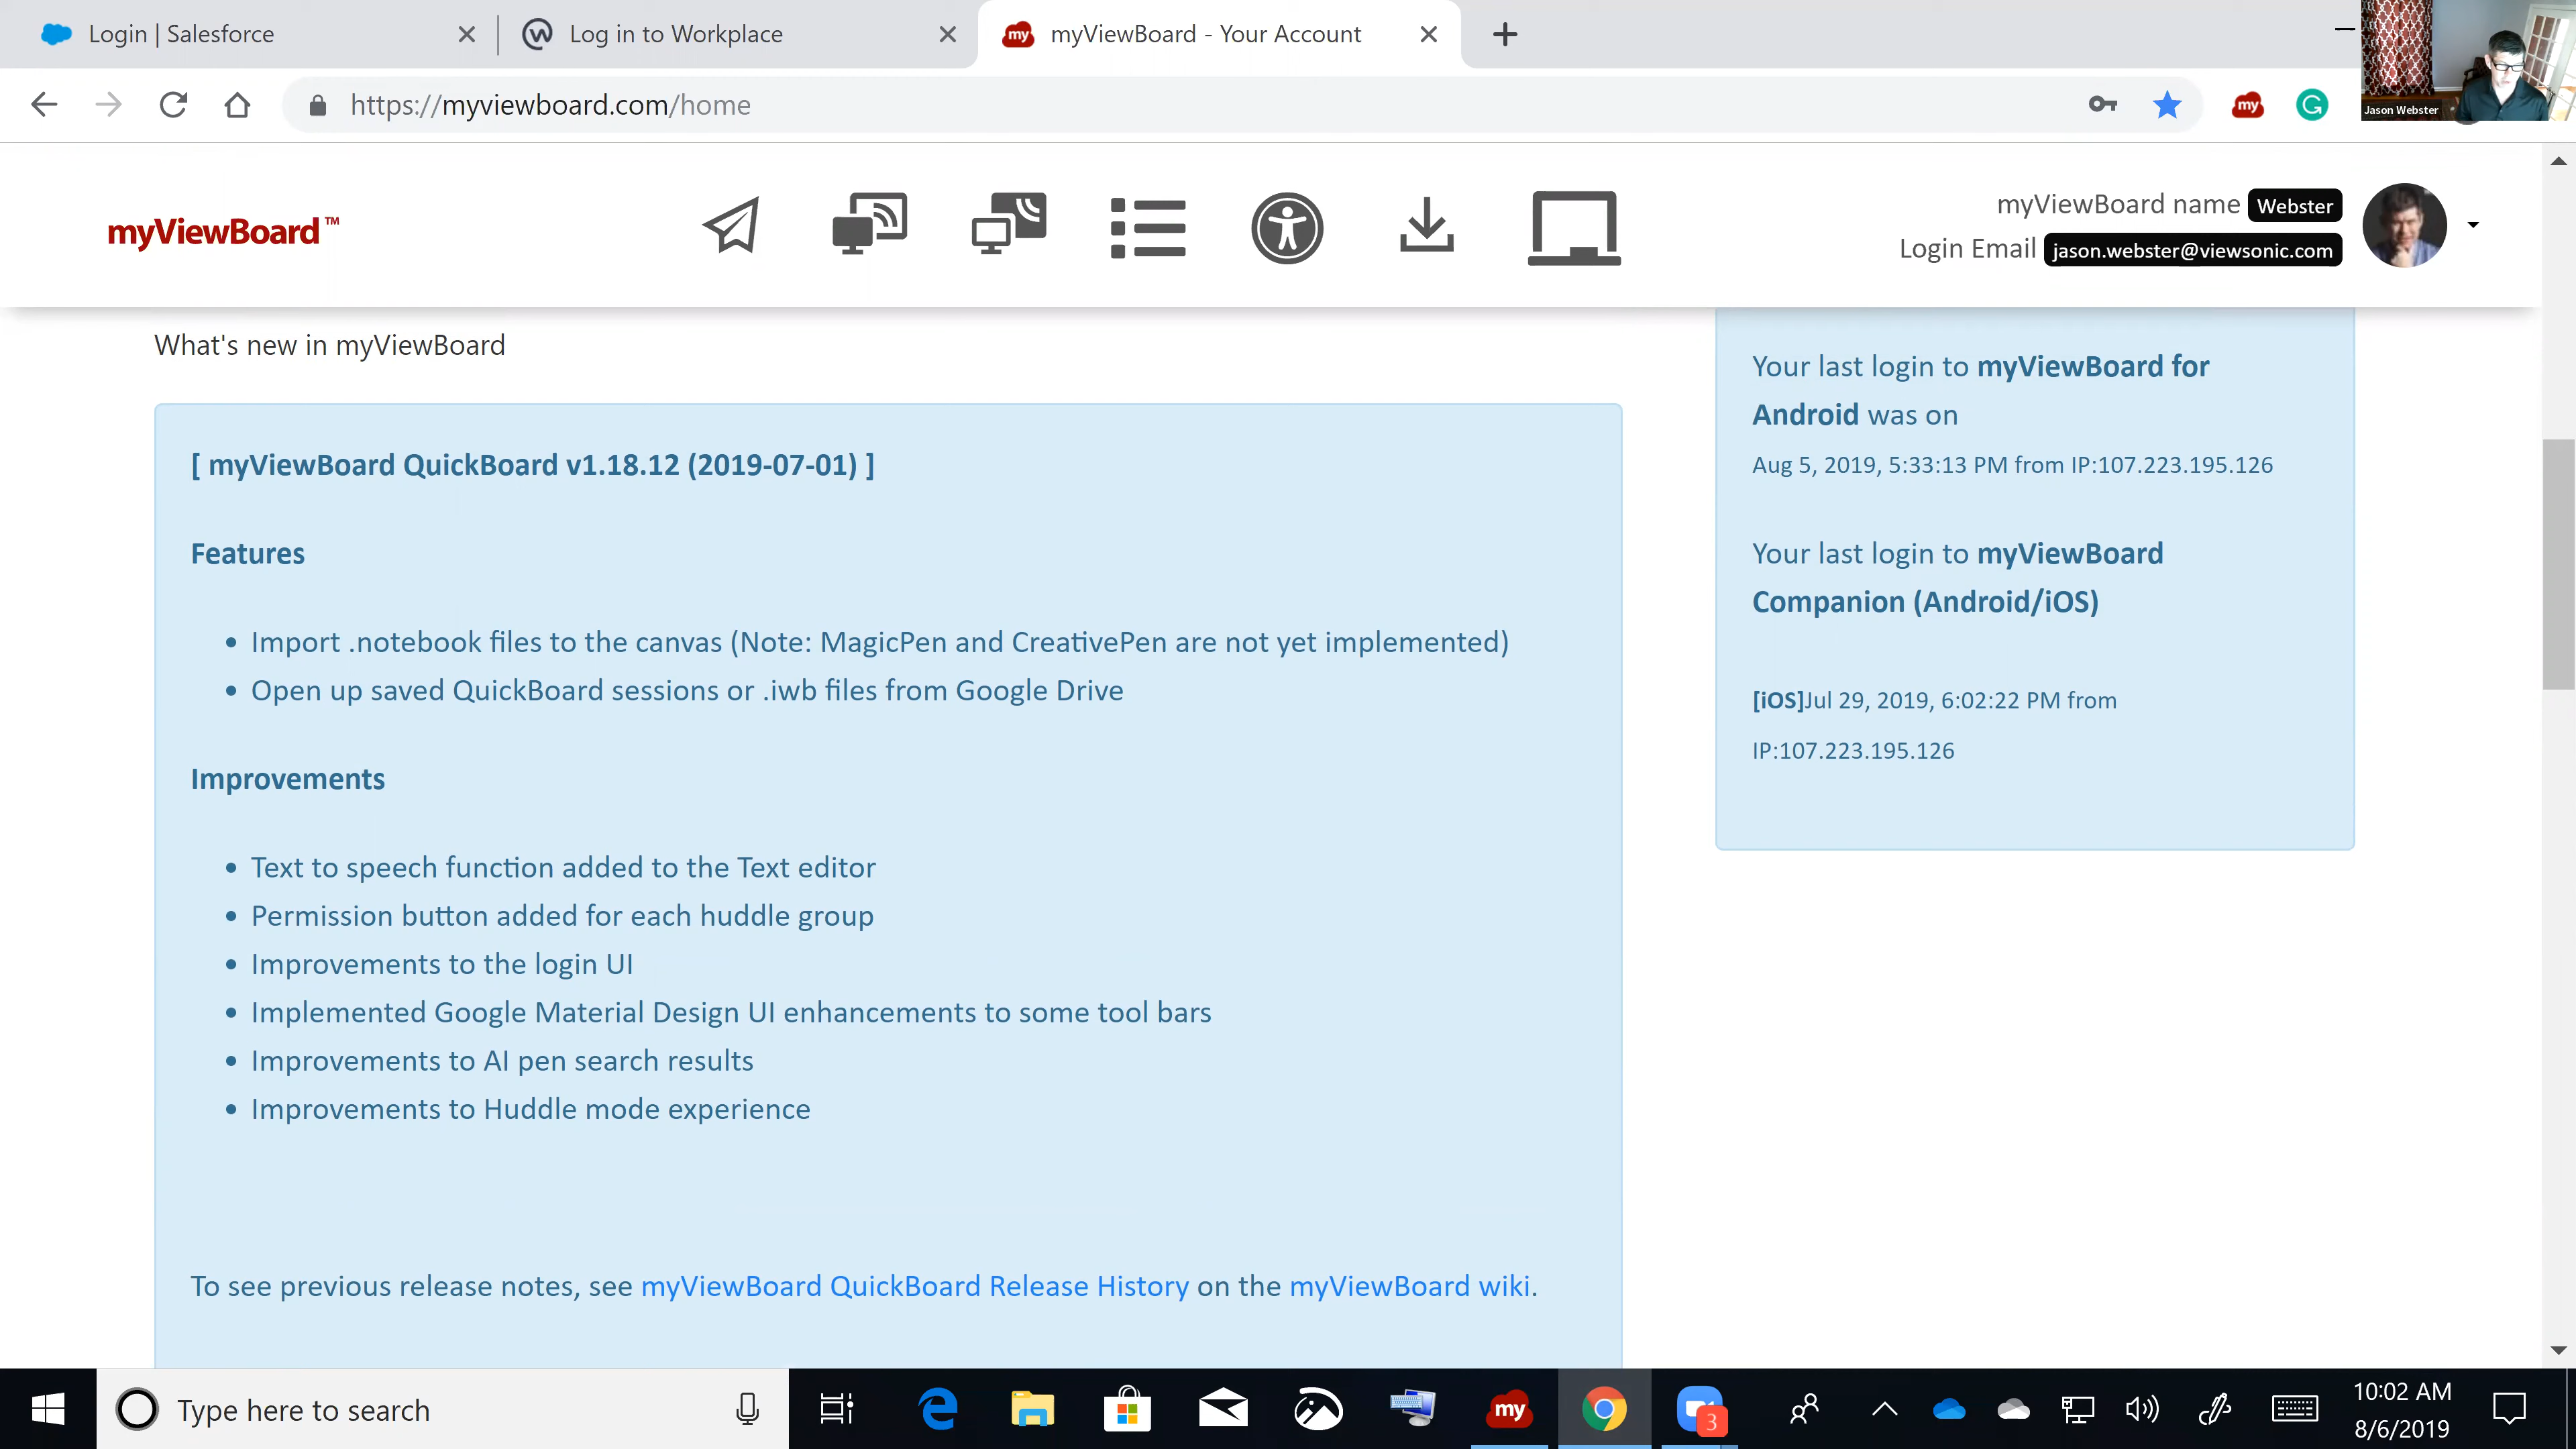 Login | Salesforce
Log in to Workplace
my
myViewBoard - Your Account
https://myviewboard.com/home
my
Jason Webster
myViewBoard™
myViewBoard name Webster
Login Email jason.webster@viewsonic.com
What's new in myViewBoard
[ myViewBoard QuickBoard v1.18.12 (2019-07-01) ]
Features
• Import .notebook files to the canvas (Note: MagicPen and CreativePen are not yet implemented)
• Open up saved QuickBoard sessions or .iwb files from Google Drive
Improvements
• Text to speech function added to the Text editor
• Permission button added for each huddle group
• Improvements to the login UI
• Implemented Google Material Design UI enhancements to some tool bars
• Improvements to AI pen search results
• Improvements to Huddle mode experience
To see previous release notes, see myViewBoard QuickBoard Release History on the myViewBoard wiki.
Your last login to myViewBoard for
Android was on
Aug 5, 2019, 5:33:13 PM from IP:107.223.195.126
Your last login to myViewBoard
Companion (Android/iOS)
[iOS]Jul 29, 2019, 6:02:22 PM from
IP:107.223.195.126
Type here to search
my
3
10:02 AM
8/6/2019